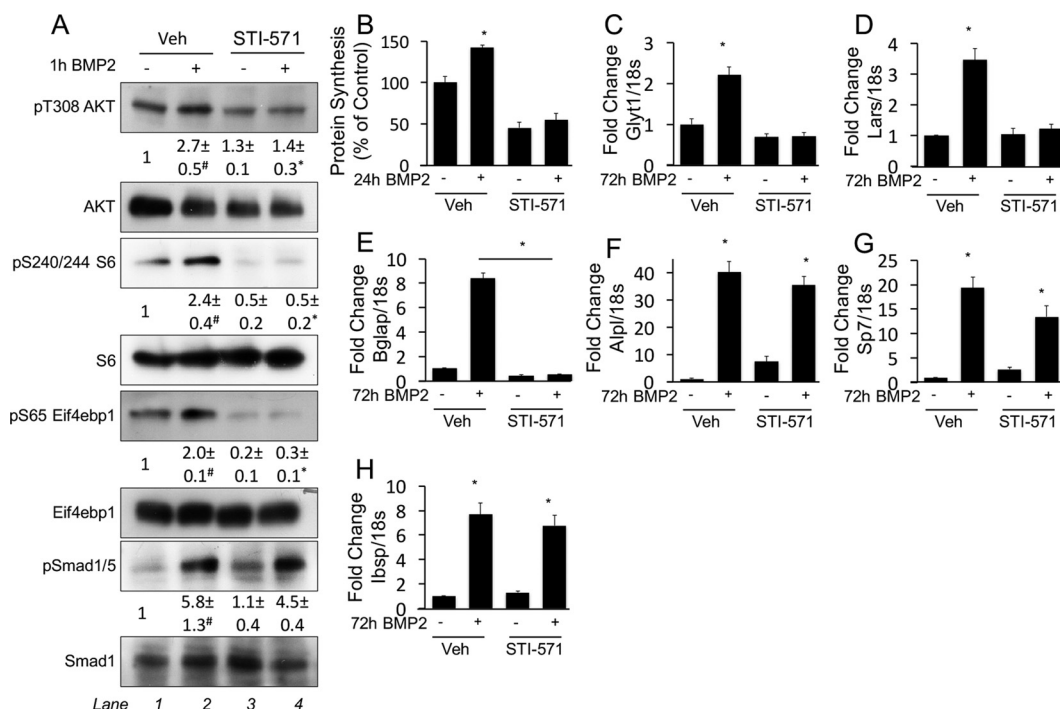 A
Veh
STI-571
1h BMP2
-
+
-
+
pT308 AKT
1
2.7±
0.5#
1.3±
0.1
1.4±
0.3*
AKT
pS240/244 S6
1
2.4±
0.4#
0.5±
0.2
0.5±
0.2*
S6
pS65 Eif4ebp1
1
2.0±
0.1#
0.2±
0.1
0.3±
0.1*
Eif4ebp1
pSmad1/5
1
5.8±
1.3#
1.1±
0.4
4.5±
0.4
Smad1
Lane 1 2 3 4
B
Protein Synthesis
(% of Control)
150
100
50
0
*
24h BMP2 - + - +
Veh STI-571
C
Fold Change
Glyt1/18s
3
2
1
0
*
72h BMP2 - + - +
Veh STI-571
D
Fold Change
Lars/18s
4
3
2
1
0
*
72h BMP2 - + - +
Veh STI-571
E
Fold Change
Bglap/18s
10
8
6
4
2
0
*
72h BMP2 - + - +
Veh STI-571
F
Fold Change
Alpl/18s
40
30
20
10
0
* *
72h BMP2 - + - +
Veh STI-571
G
Fold Change
Sp7/18s
25
20
15
10
5
0
* *
72h BMP2 - + - +
Veh STI-571
H
Fold Change
Ibsp/18s
10
8
6
4
2
0
* *
72h BMP2 - + - +
Veh STI-571